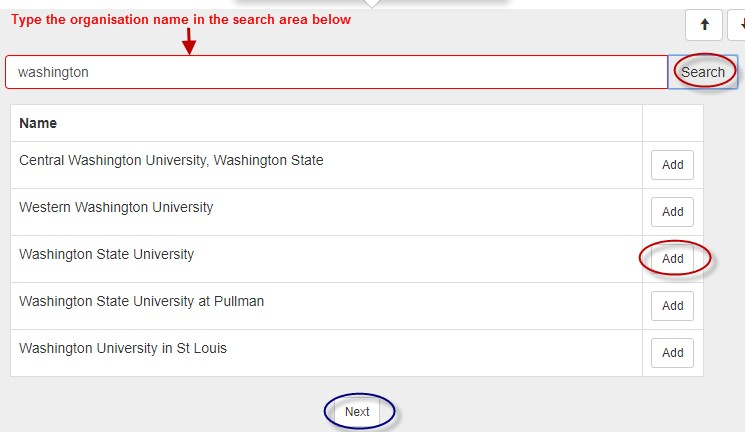 Type the organisation name in the search area below
washington
Search
Name
Central Washington University, Washington State
Add
Western Washington University
Add
Washington State University
Add
Washington State University at Pullman
Add
Washington University in St Louis
Add
Next